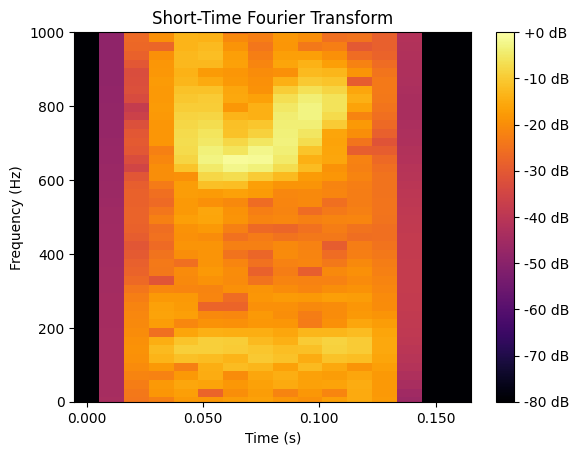 Short-Time Fourier Transform
1000
800
600
400
200
0
Frequency (Hz)
0.000
0.050
0.100
0.150
Time (s)
+0 dB
-10 dB
-20 dB
-30 dB
-40 dB
-50 dB
-60 dB
-70 dB
-80 dB